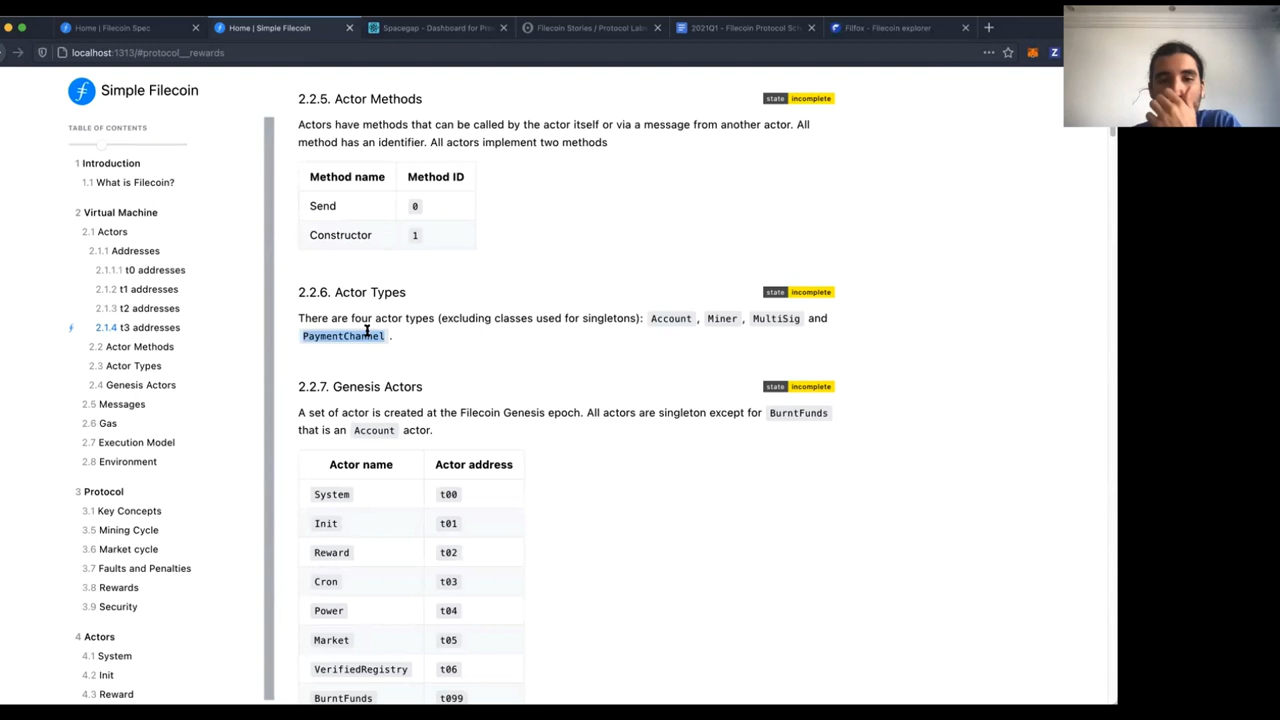 Home | Filecoin Spec
Home | Simple Filecoin
Spacegap - Dashboard for Pro
Filecoin Stories / Protocol Labs
2021Q1 - Filecoin Protocol Sch
Filfox - Filecoin explorer
localhost:1313/#protocol__rewards
Z
Simple Filecoin
TABLE OF CONTENTS
1 Introduction
1.1 What is Filecoin?
2 Virtual Machine
2.1 Actors
2.1.1 Addresses
2.1.1.1 t0 addresses
2.1.2 t1 addresses
2.1.3 t2 addresses
2.1.4 t3 addresses
2.2 Actor Methods
2.3 Actor Types
2.4 Genesis Actors
2.5 Messages
2.6 Gas
2.7 Execution Model
2.8 Environment
3 Protocol
3.1 Key Concepts
3.5 Mining Cycle
3.6 Market cycle
3.7 Faults and Penalties
3.8 Rewards
3.9 Security
4 Actors
4.1 System
4.2 Init
4.3 Reward
2.2.5. Actor Methods
state incomplete
Actors have methods that can be called by the actor itself or via a message from another actor. All
method has an identifier. All actors implement two methods
Method name Method ID
Send 0
Constructor 1
2.2.6. Actor Types
state incomplete
There are four actor types (excluding classes used for singletons): Account , Miner , MultiSig and
PaymentChannel .
2.2.7. Genesis Actors
state incomplete
A set of actor is created at the Filecoin Genesis epoch. All actors are singleton except for BurntFunds
that is an Account actor.
Actor name Actor address
System t00
Init t01
Reward t02
Cron t03
Power t04
Market t05
VerifiedRegistry t06
BurntFunds t099